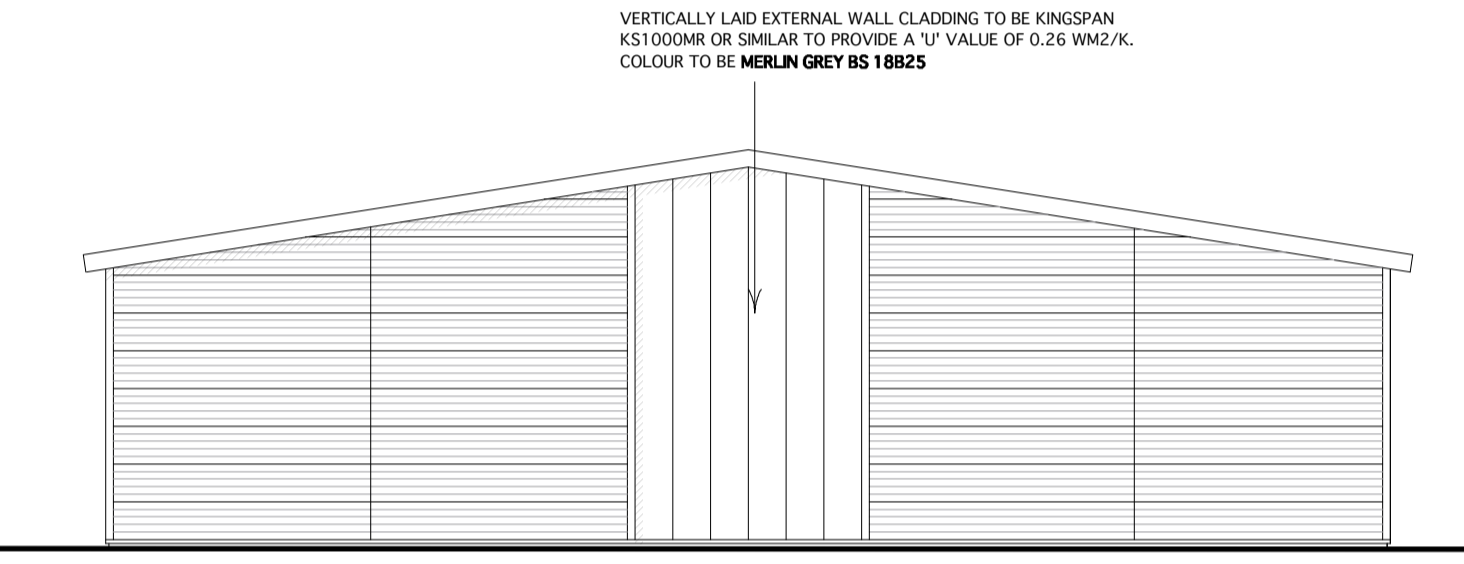 VERTICALLY LAID EXTERNAL WALL CLADDING TO BE KINGSPAN
KS1000MR OR SIMILAR TO PROVIDE A 'U' VALUE OF 0.26 WM2/K.
COLOUR TO BE MERLIN GREY BS 18B25